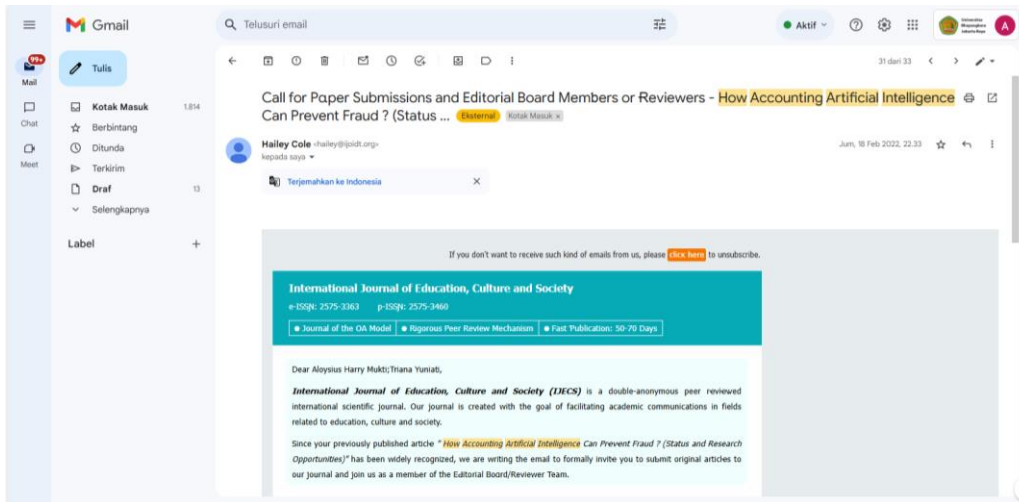 Gmail
Telusuri email
Aktif
Universitas
Bhayangkara
Jakarta Raya
A
99+
Mail
Chat
Meet
Tulis
Kotak Masuk 1.814
Berbintang
Ditunda
Terkirim
Draf 13
Selengkapnya
Label +
31 dari 33
Call for Paper Submissions and Editorial Board Members or Reviewers - How Accounting Artificial Intelligence
Can Prevent Fraud ? (Status ... Eksternal Kotak Masuk x
Hailey Cole <hailey@ijoidt.org> Jum, 18 Feb 2022, 22.33
kepada saya
Terjemahkan ke Indonesia
If you don't want to receive such kind of emails from us, please click here to unsubscribe.
International Journal of Education, Culture and Society
e-ISSN: 2575-3363 p-ISSN: 2575-3460
● Journal of the OA Model ● Rigorous Peer Review Mechanism ● Fast Publication: 50-70 Days
Dear Aloysius Harry Mukti;Tnana Yuniati,
International Journal of Education, Culture and Society (IJECS) is a double-anonymous peer reviewed
international scientific journal. Our journal is created with the goal of facilitating academic communications in fields
related to education, culture and society.
Since your previously published article " How Accounting Artificial Intelligence Can Prevent Fraud ? (Status and Research
Opportunities)" has been widely recognized, we are writing the email to formally invite you to submit original articles to
our journal and join us as a member of the Editorial Board/Reviewer Team.